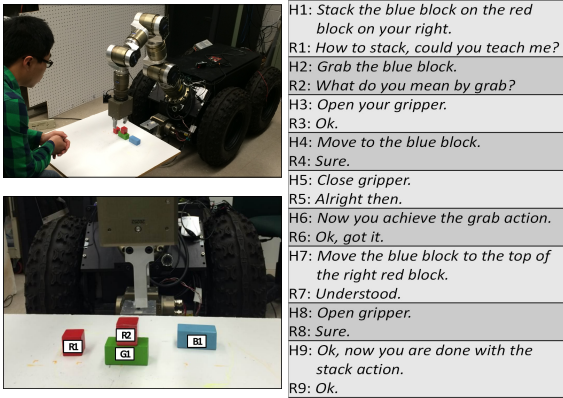 R1
R2
G1
B1
H1: Stack the blue block on the red
block on your right.
R1: How to stack, could you teach me?
H2: Grab the blue block.
R2: What do you mean by grab?
H3: Open your gripper.
R3: Ok.
H4: Move to the blue block.
R4: Sure.
H5: Close gripper.
R5: Alright then.
H6: Now you achieve the grab action.
R6: Ok, got it.
H7: Move the blue block to the top of
the right red block.
R7: Understood.
H8: Open gripper.
R8: Sure.
H9: Ok, now you are done with the
stack action.
R9: Ok.